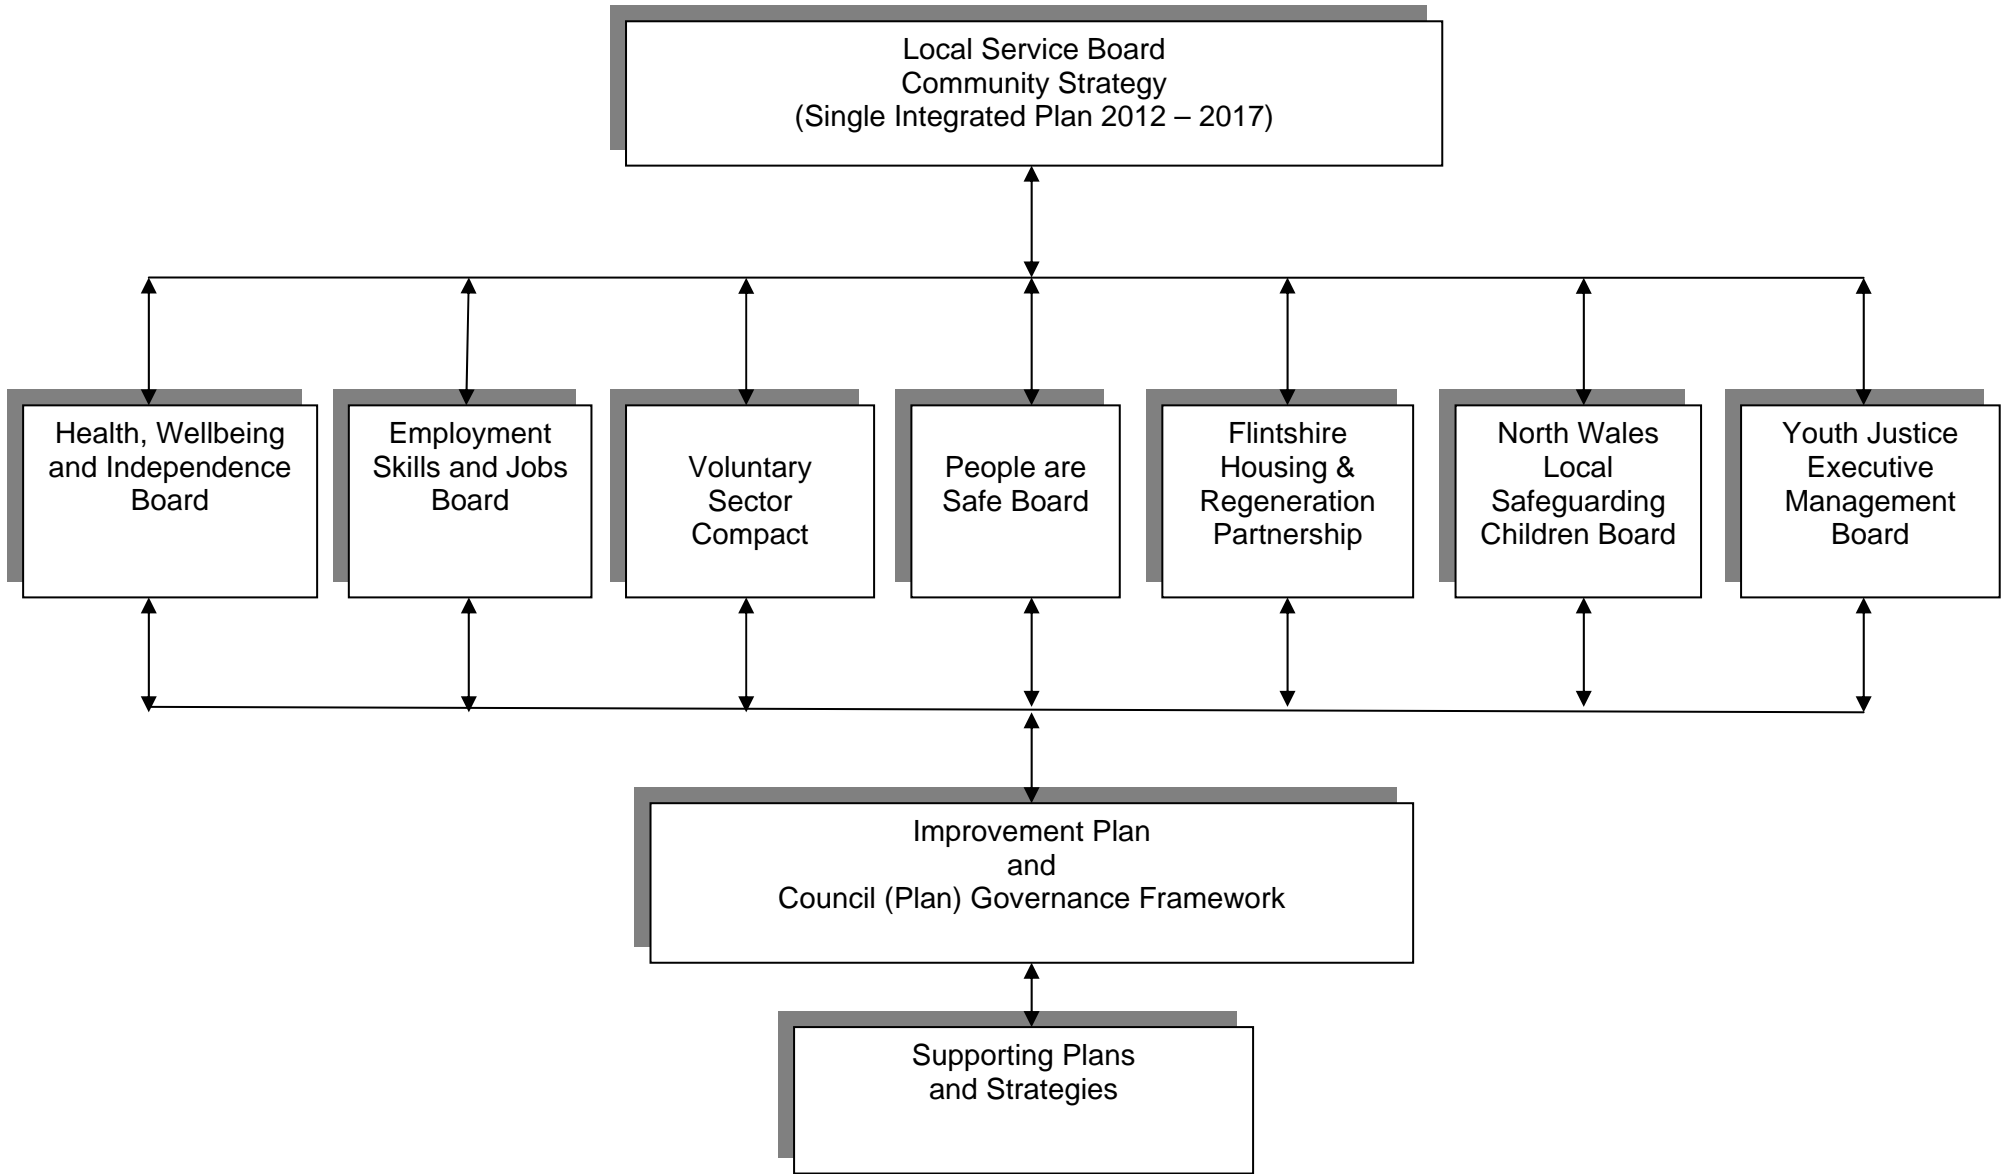 Local Service Board
Community Strategy
(Single Integrated Plan 2012 – 2017)
Health, Wellbeing
and Independence
Board
Employment
Skills and Jobs
Board
Voluntary
Sector
Compact
People are
Safe Board
Flintshire
Housing &
Regeneration
Partnership
North Wales
Local
Safeguarding
Children Board
Youth Justice
Executive
Management
Board
Improvement Plan
and
Council (Plan) Governance Framework
Supporting Plans
and Strategies